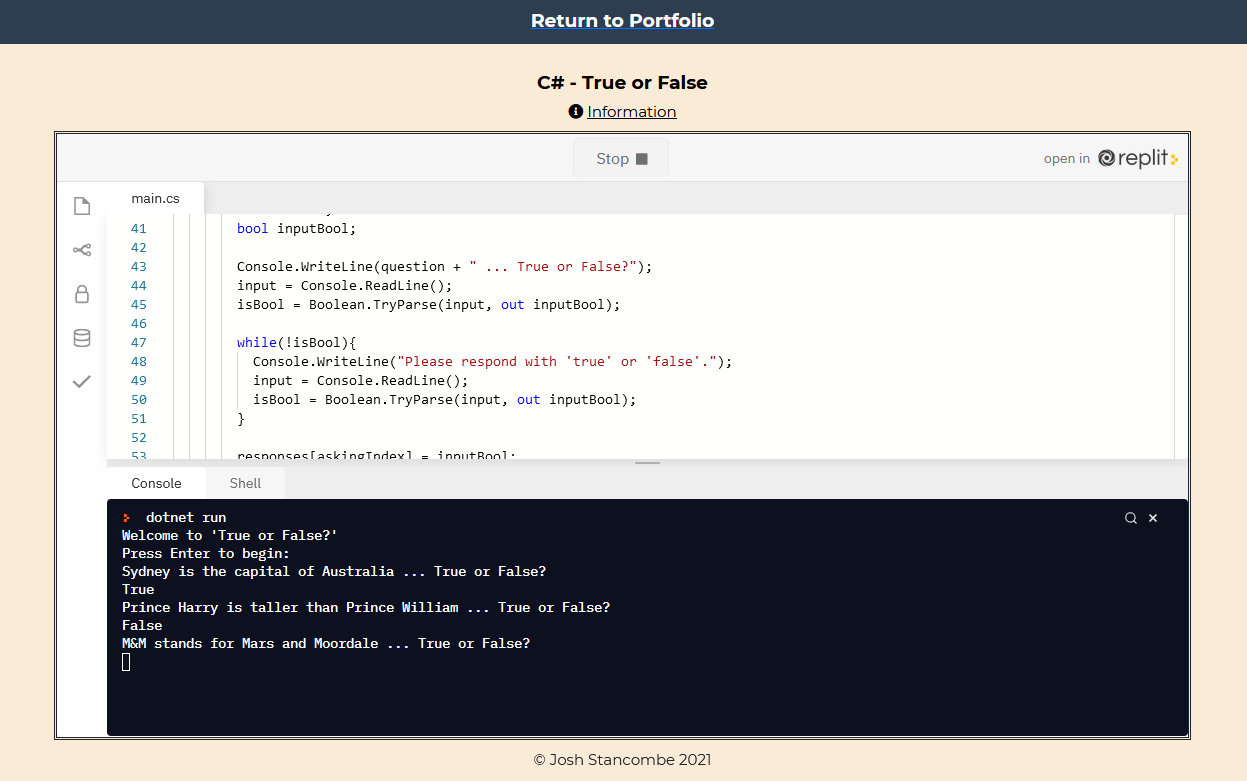 Return to Portfolio
C# - True or False
Information
Stop
open in replit
main.cs
41 bool inputBool;
42
43 Console.WriteLine(question + " ... True or False?");
44 input = Console.ReadLine();
45 isBool = Boolean.TryParse(input, out inputBool);
46
47 while(!isBool){
48 Console.WriteLine("Please respond with 'true' or 'false'.");
49 input = Console.ReadLine();
50 isBool = Boolean.TryParse(input, out inputBool);
51 }
52
53 responses[askingIndex] = inputBool;
Console Shell
dotnet run
Welcome to 'True or False?'
Press Enter to begin:
Sydney is the capital of Australia ... True or False?
True
Prince Harry is taller than Prince William ... True or False?
False
M&M stands for Mars and Moordale ... True or False?
© Josh Stancombe 2021